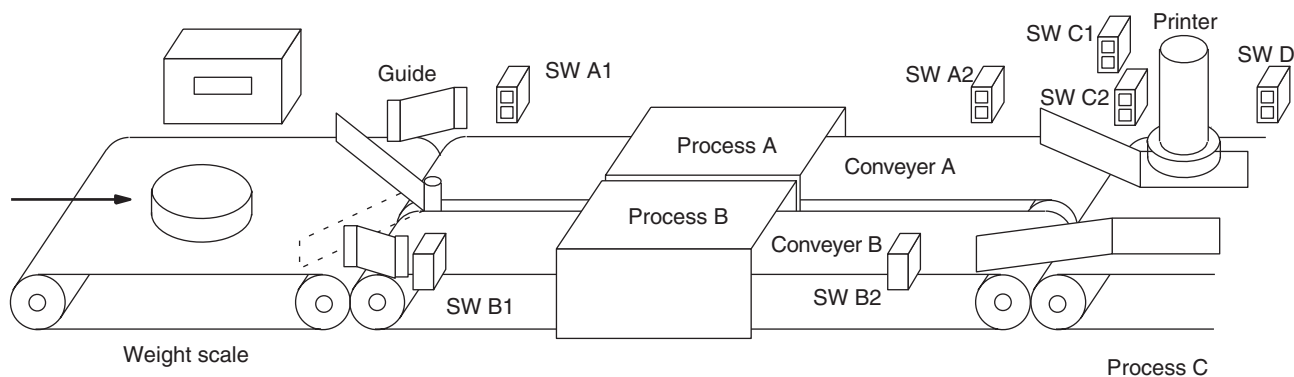 Printer
SW C1
SW D
Guide
SW A1
SW A2
SW C2
Process A
Conveyer A
Process B
Conveyer B
SW B1
SW B2
Weight scale
Process C